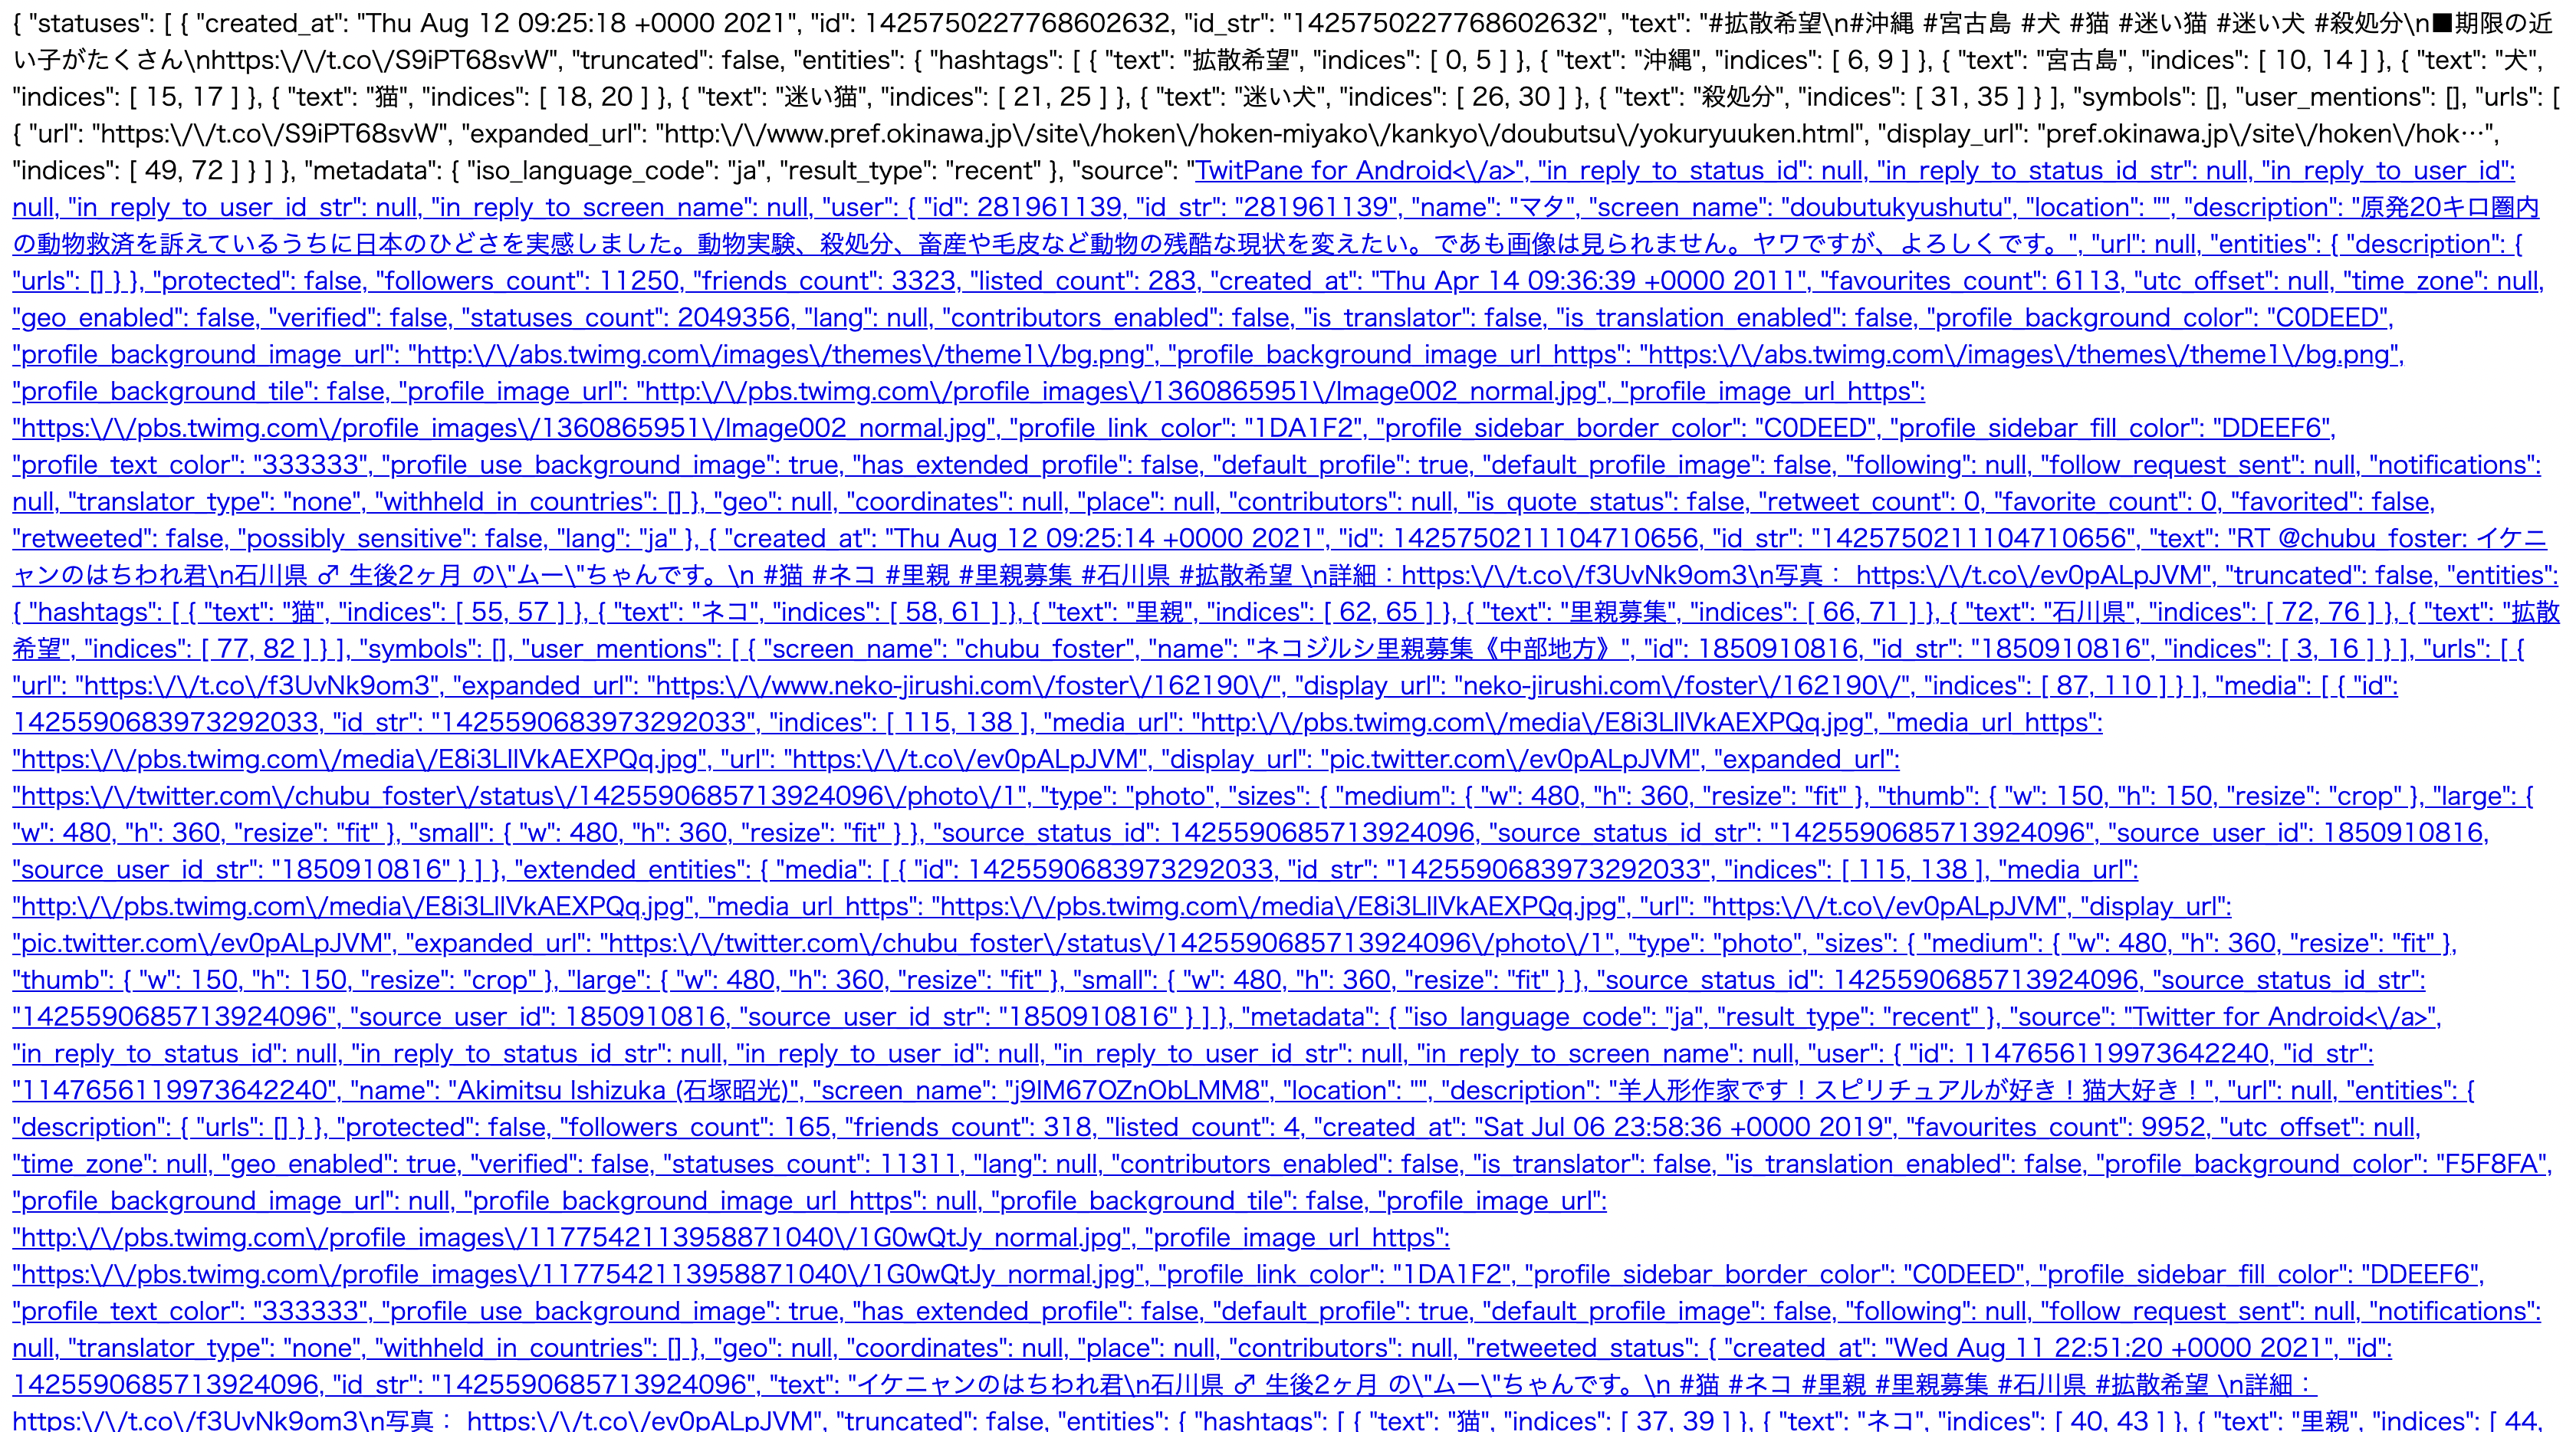 { "statuses": [ { "created_at": "Thu Aug 12 09:25:18 +0000 2021", "id": 1425750227768602632, "id_str": "1425750227768602632", "text": "#拡散希望\n#沖縄 #宮古島 #犬 #猫 #迷い猫 #迷い犬 #殺処分\n■期限の近
い子がたくさん\nhttps:\/\/t.co\/S9iPT68svW", "truncated": false, "entities": { "hashtags": [ { "text": "拡散希望", "indices": [ 0, 5 ] }, { "text": "沖縄", "indices": [ 6, 9 ] }, { "text": "宮古島", "indices": [ 10, 14 ] }, { "text": "犬",
"indices": [ 15, 17 ] }, { "text": "猫", "indices": [ 18, 20 ] }, { "text": "迷い猫", "indices": [ 21, 25 ] }, { "text": "迷い犬", "indices": [ 26, 30 ] }, { "text": "殺処分", "indices": [ 31, 35 ] } ], "symbols": [], "user_mentions": [], "urls": [
{ "url": "https:\/\/t.co\/S9iPT68svW", "expanded_url": "http:\/\/www.pref.okinawa.jp\/site\/hoken\/hoken-miyako\/kankyo\/doubutsu\/yokuryuuken.html", "display_url": "pref.okinawa.jp\/site\/hoken\/hok…",
"indices": [ 49, 72 ] } ] }, "metadata": { "iso_language_code": "ja", "result_type": "recent" }, "source": "TwitPane for Android<\/a>", "in_reply_to_status_id": null, "in_reply_to_status_id_str": null, "in_reply_to_user_id":
null, "in_reply_to_user_id_str": null, "in_reply_to_screen_name": null, "user": { "id": 281961139, "id_str": "281961139", "name": "マタ", "screen_name": "doubutukyushutu", "location": "", "description": "原発20キロ圏内
の動物救済を訴えているうちに日本のひどさを実感しました。動物実験、殺処分、畜産や毛皮など動物の残酷な現状を変えたい。であも画像は見られません。ヤワですが、よろしくです。", "url": null, "entities": { "description": {
"urls": [] } }, "protected": false, "followers_count": 11250, "friends_count": 3323, "listed_count": 283, "created_at": "Thu Apr 14 09:36:39 +0000 2011", "favourites_count": 6113, "utc_offset": null, "time_zone": null,
"geo_enabled": false, "verified": false, "statuses_count": 2049356, "lang": null, "contributors_enabled": false, "is_translator": false, "is_translation_enabled": false, "profile_background_color": "C0DEED",
"profile_background_image_url": "http:\/\/abs.twimg.com\/images\/themes\/theme1\/bg.png", "profile_background_image_url_https": "https:\/\/abs.twimg.com\/images\/themes\/theme1\/bg.png",
"profile_background_tile": false, "profile_image_url": "http:\/\/pbs.twimg.com\/profile_images\/1360865951\/Image002_normal.jpg", "profile_image_url_https":
"https:\/\/pbs.twimg.com\/profile_images\/1360865951\/Image002_normal.jpg", "profile_link_color": "1DA1F2", "profile_sidebar_border_color": "C0DEED", "profile_sidebar_fill_color": "DDEEF6",
"profile_text_color": "333333", "profile_use_background_image": true, "has_extended_profile": false, "default_profile": true, "default_profile_image": false, "following": null, "follow_request_sent": null, "notifications":
null, "translator_type": "none", "withheld_in_countries": [] }, "geo": null, "coordinates": null, "place": null, "contributors": null, "is_quote_status": false, "retweet_count": 0, "favorite_count": 0, "favorited": false,
"retweeted": false, "possibly_sensitive": false, "lang": "ja" }, { "created_at": "Thu Aug 12 09:25:14 +0000 2021", "id": 1425750211104710656, "id_str": "1425750211104710656", "text": "RT @chubu_foster: イケニ
ャンのはちわれ君\n石川県 ♂ 生後2ヶ月 の\"ムー\"ちゃんです。\n #猫 #ネコ #里親 #里親募集 #石川県 #拡散希望 \n詳細：https:\/\/t.co\/f3UvNk9om3\n写真： https:\/\/t.co\/ev0pALpJVM", "truncated": false, "entities":
{ "hashtags": [ { "text": "猫", "indices": [ 55, 57 ] }, { "text": "ネコ", "indices": [ 58, 61 ] }, { "text": "里親", "indices": [ 62, 65 ] }, { "text": "里親募集", "indices": [ 66, 71 ] }, { "text": "石川県", "indices": [ 72, 76 ] }, { "text": "拡散
希望", "indices": [ 77, 82 ] } ], "symbols": [], "user_mentions": [ { "screen_name": "chubu_foster", "name": "ネコジルシ里親募集《中部地方》", "id": 1850910816, "id_str": "1850910816", "indices": [ 3, 16 ] } ], "urls": [ {
"url": "https:\/\/t.co\/f3UvNk9om3", "expanded_url": "https:\/\/www.neko-jirushi.com\/foster\/162190\/", "display_url": "neko-jirushi.com\/foster\/162190\/", "indices": [ 87, 110 ] } ], "media": [ { "id":
1425590683973292033, "id_str": "1425590683973292033", "indices": [ 115, 138 ], "media_url": "http:\/\/pbs.twimg.com\/media\/E8i3LlIVkAEXPQq.jpg", "media_url_https":
"https:\/\/pbs.twimg.com\/media\/E8i3LlIVkAEXPQq.jpg", "url": "https:\/\/t.co\/ev0pALpJVM", "display_url": "pic.twitter.com\/ev0pALpJVM", "expanded_url":
"https:\/\/twitter.com\/chubu_foster\/status\/1425590685713924096\/photo\/1", "type": "photo", "sizes": { "medium": { "w": 480, "h": 360, "resize": "fit" }, "thumb": { "w": 150, "h": 150, "resize": "crop" }, "large": {
"w": 480, "h": 360, "resize": "fit" }, "small": { "w": 480, "h": 360, "resize": "fit" } }, "source_status_id": 1425590685713924096, "source_status_id_str": "1425590685713924096", "source_user_id": 1850910816,
"source_user_id_str": "1850910816" } ] }, "extended_entities": { "media": [ { "id": 1425590683973292033, "id_str": "1425590683973292033", "indices": [ 115, 138 ], "media_url":
"http:\/\/pbs.twimg.com\/media\/E8i3LlIVkAEXPQq.jpg", "media_url_https": "https:\/\/pbs.twimg.com\/media\/E8i3LlIVkAEXPQq.jpg", "url": "https:\/\/t.co\/ev0pALpJVM", "display_url":
"pic.twitter.com\/ev0pALpJVM", "expanded_url": "https:\/\/twitter.com\/chubu_foster\/status\/1425590685713924096\/photo\/1", "type": "photo", "sizes": { "medium": { "w": 480, "h": 360, "resize": "fit" },
"thumb": { "w": 150, "h": 150, "resize": "crop" }, "large": { "w": 480, "h": 360, "resize": "fit" }, "small": { "w": 480, "h": 360, "resize": "fit" } }, "source_status_id": 1425590685713924096, "source_status_id_str":
"1425590685713924096", "source_user_id": 1850910816, "source_user_id_str": "1850910816" } ] }, "metadata": { "iso_language_code": "ja", "result_type": "recent" }, "source": "Twitter for Android<\/a>",
"in_reply_to_status_id": null, "in_reply_to_status_id_str": null, "in_reply_to_user_id": null, "in_reply_to_user_id_str": null, "in_reply_to_screen_name": null, "user": { "id": 1147656119973642240, "id_str":
"1147656119973642240", "name": "Akimitsu Ishizuka (石塚昭光)", "screen_name": "j9lM67OZnObLMM8", "location": "", "description": "羊人形作家です！スピリチュアルが好き！猫大好き！", "url": null, "entities": {
"description": { "urls": [] } }, "protected": false, "followers_count": 165, "friends_count": 318, "listed_count": 4, "created_at": "Sat Jul 06 23:58:36 +0000 2019", "favourites_count": 9952, "utc_offset": null,
"time_zone": null, "geo_enabled": true, "verified": false, "statuses_count": 11311, "lang": null, "contributors_enabled": false, "is_translator": false, "is_translation_enabled": false, "profile_background_color": "F5F8FA",
"profile_background_image_url": null, "profile_background_image_url_https": null, "profile_background_tile": false, "profile_image_url":
"http:\/\/pbs.twimg.com\/profile_images\/1177542113958871040\/1G0wQtJy_normal.jpg", "profile_image_url_https":
"https:\/\/pbs.twimg.com\/profile_images\/1177542113958871040\/1G0wQtJy_normal.jpg", "profile_link_color": "1DA1F2", "profile_sidebar_border_color": "C0DEED", "profile_sidebar_fill_color": "DDEEF6",
"profile_text_color": "333333", "profile_use_background_image": true, "has_extended_profile": false, "default_profile": true, "default_profile_image": false, "following": null, "follow_request_sent": null, "notifications":
null, "translator_type": "none", "withheld_in_countries": [] }, "geo": null, "coordinates": null, "place": null, "contributors": null, "retweeted_status": { "created_at": "Wed Aug 11 22:51:20 +0000 2021", "id":
1425590685713924096, "id_str": "1425590685713924096", "text": "イケニャンのはちわれ君\n石川県 ♂ 生後2ヶ月 の\"ムー\"ちゃんです。\n #猫 #ネコ #里親 #里親募集 #石川県 #拡散希望 \n詳細：
https:\/\/t.co\/f3UvNk9om3\n写真： https:\/\/t.co\/ev0pALpJVM", "truncated": false, "entities": { "hashtags": [ { "text": "猫", "indices": [ 37, 39 ] }, { "text": "ネコ", "indices": [ 40, 43 ] }, { "text": "里親", "indices": [ 44,